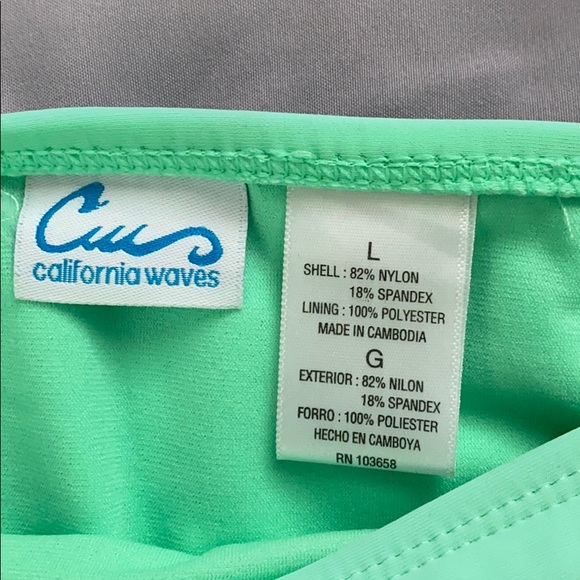 california waves
L
SHELL : 82% NYLON
18% SPANDEX
LINING : 100% POLYESTER
MADE IN CAMBODIA
G
EXTERIOR : 82% NILON
18% SPANDEX
FORRO : 100% POLIESTER
HECHO EN CAMBOYA
RN 103658